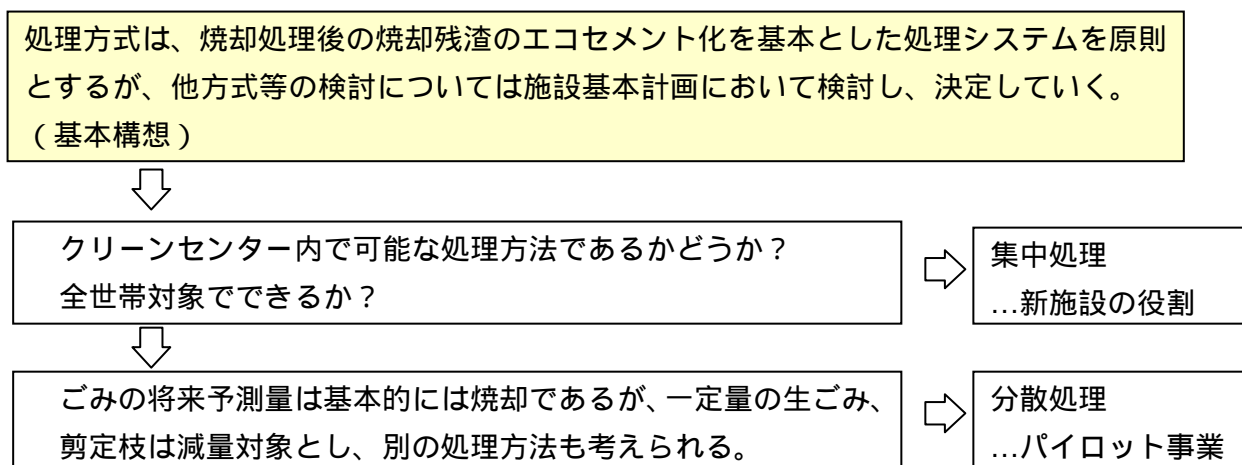 処理方式は、焼却処理後の焼却残渣のエコセメント化を基本とした処理システムを原則
とするが、他方式等の検討については施設基本計画において検討し、決定していく。
（基本構想）
クリーンセンター内で可能な処理方法であるかどうか？
全世帯対象でできるか？
集中処理
…新施設の役割
ごみの将来予測量は基本的には焼却であるが、一定量の生ごみ、
剪定枝は減量対象とし、別の処理方法も考えられる。
分散処理
…パイロット事業